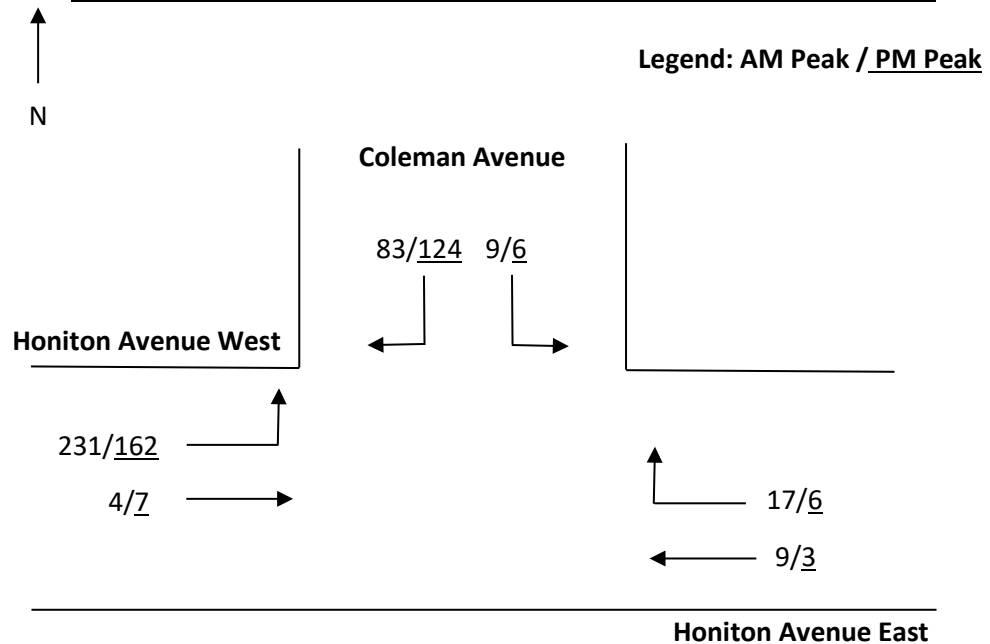 Legend: AM Peak / PM Peak
N
Coleman Avenue
83/124 9/6
Honiton Avenue West
231/162
4/7
17/6
9/3
Honiton Avenue East